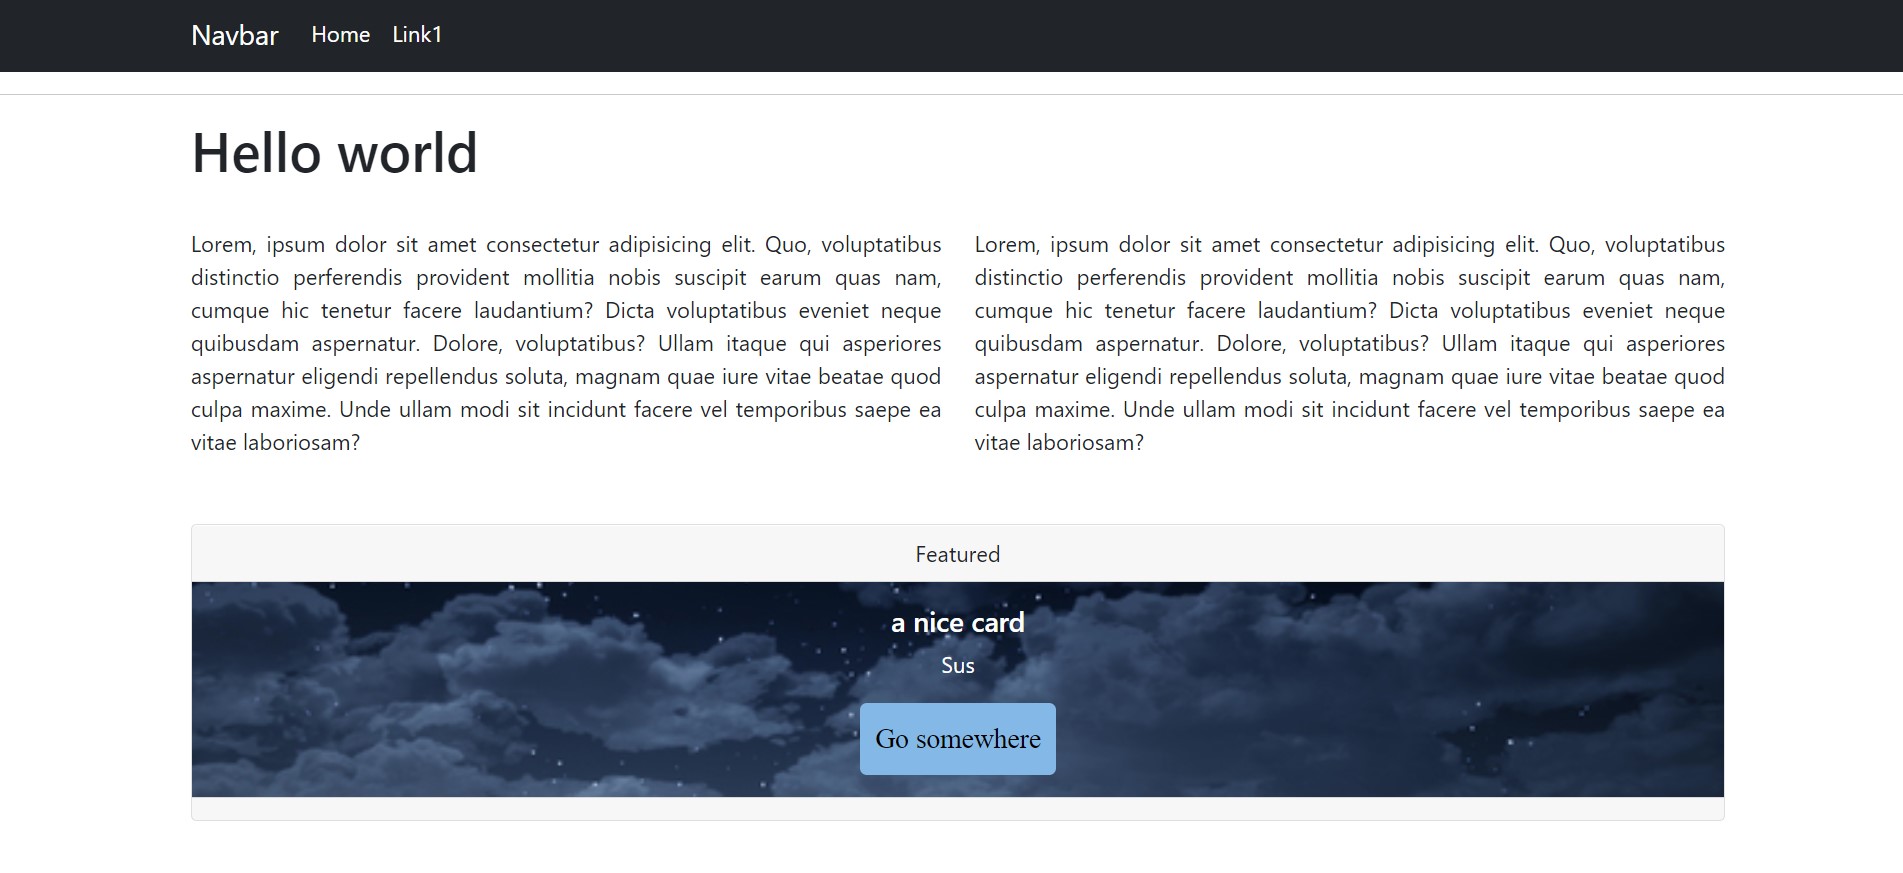 Navbar Home Link1
Hello world
Lorem, ipsum dolor sit amet consectetur adipisicing elit. Quo, voluptatibus
distinctio perferendis provident mollitia nobis suscipit earum quas nam,
cumque hic tenetur facere laudantium? Dicta voluptatibus eveniet neque
quibusdam aspernatur. Dolore, voluptatibus? Ullam itaque qui asperiores
aspernatur eligendi repellendus soluta, magnam quae iure vitae beatae quod
culpa maxime. Unde ullam modi sit incidunt facere vel temporibus saepe ea
vitae laboriosam?
Lorem, ipsum dolor sit amet consectetur adipisicing elit. Quo, voluptatibus
distinctio perferendis provident mollitia nobis suscipit earum quas nam,
cumque hic tenetur facere laudantium? Dicta voluptatibus eveniet neque
quibusdam aspernatur. Dolore, voluptatibus? Ullam itaque qui asperiores
aspernatur eligendi repellendus soluta, magnam quae iure vitae beatae quod
culpa maxime. Unde ullam modi sit incidunt facere vel temporibus saepe ea
vitae laboriosam?
Featured
a nice card
Sus
Go somewhere